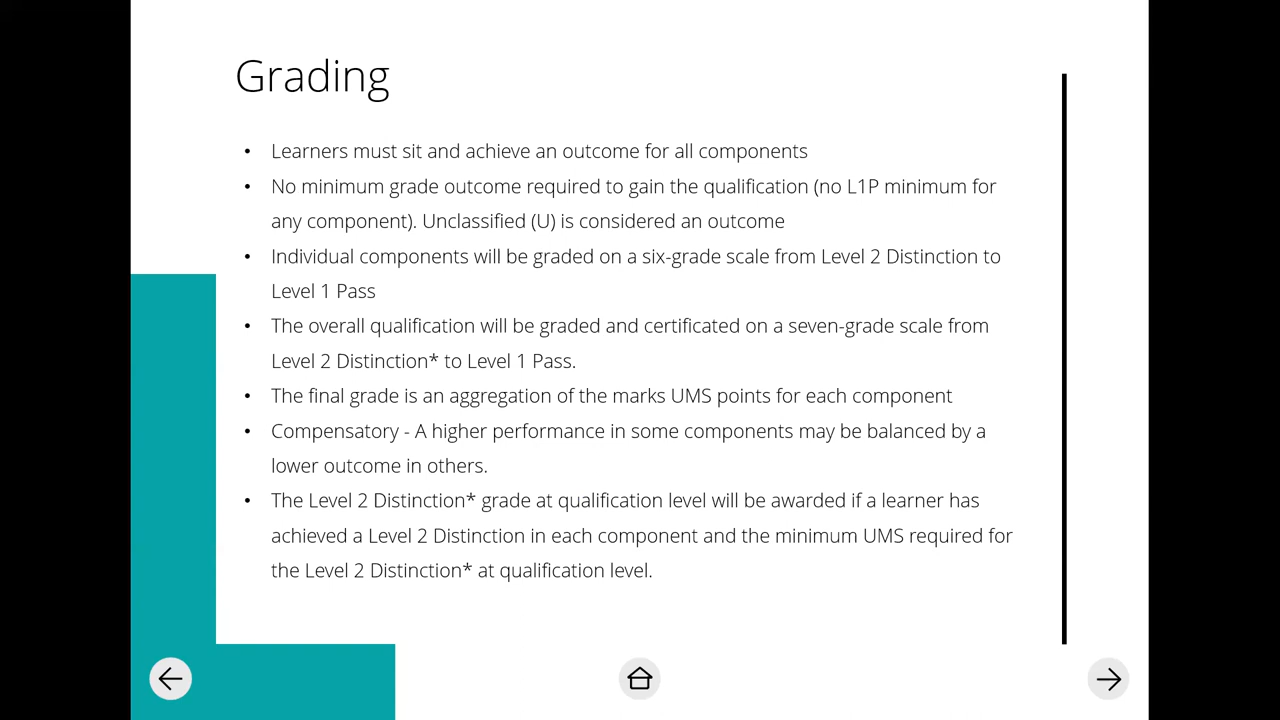 Grading
• Learners must sit and achieve an outcome for all components
• No minimum grade outcome required to gain the qualification (no L1P minimum for
any component). Unclassified (U) is considered an outcome
• Individual components will be graded on a six-grade scale from Level 2 Distinction to
Level 1 Pass
• The overall qualification will be graded and certificated on a seven-grade scale from
Level 2 Distinction* to Level 1 Pass.
• The final grade is an aggregation of the marks UMS points for each component
• Compensatory - A higher performance in some components may be balanced by a
lower outcome in others.
• The Level 2 Distinction* grade at qualification level will be awarded if a learner has
achieved a Level 2 Distinction in each component and the minimum UMS required for
the Level 2 Distinction* at qualification level.